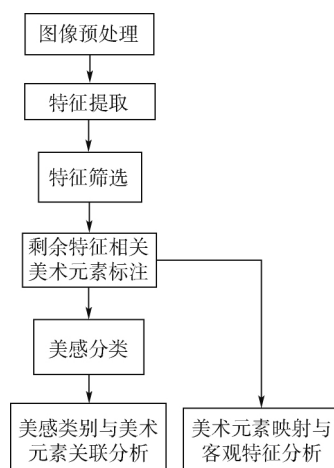 图像预处理
特征提取
特征筛选
剩余特征相关
美术元素标注
美感分类
美感类别与美术
元素关联分析
美术元素映射与
客观特征分析